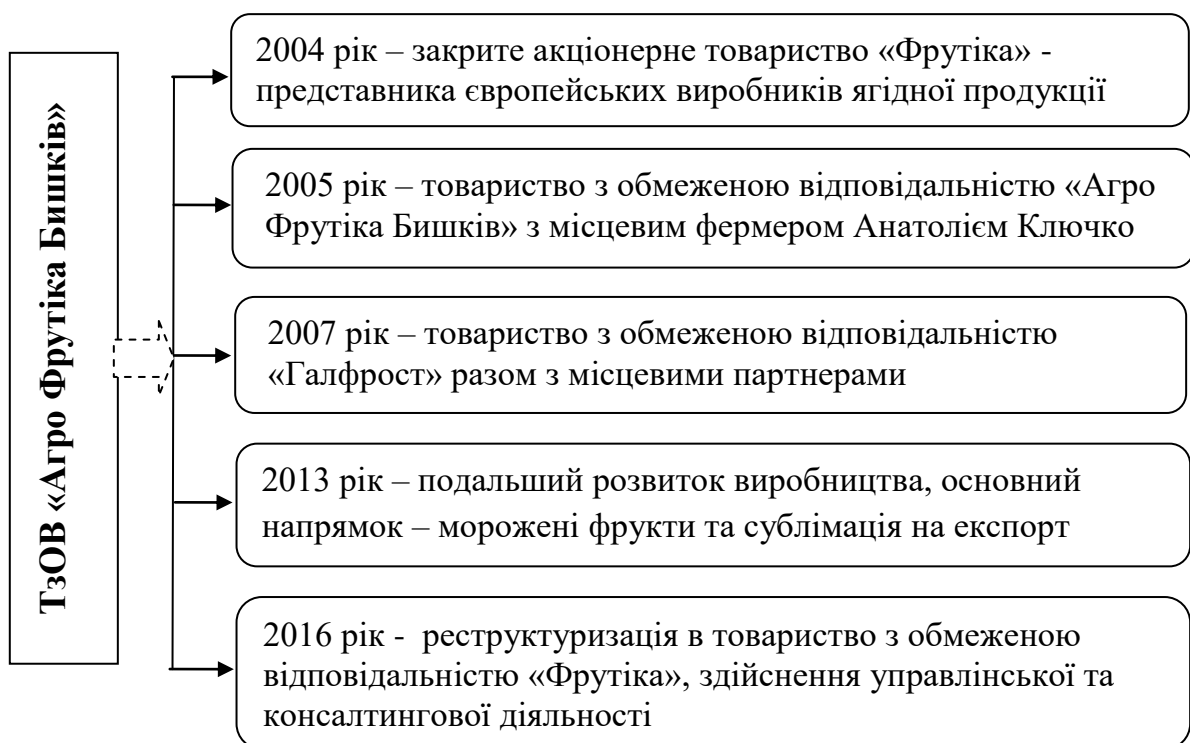 ТзОВ «Агро Фрутіка Бишків»
2004 рік – закрите акціонерне товариство «Фрутіка» -
представника європейських виробників ягідної продукції
2005 рік – товариство з обмеженою відповідальністю «Агро
Фрутіка Бишків» з місцевим фермером Анатолієм Ключко
2007 рік – товариство з обмеженою відповідальністю
«Галфрост» разом з місцевими партнерами
2013 рік – подальший розвиток виробництва, основний
напрямок – морожені фрукти та сублімація на експорт
2016 рік - реструктуризація в товариство з обмеженою
відповідальністю «Фрутіка», здійснення управлінської та
консалтингової діяльності